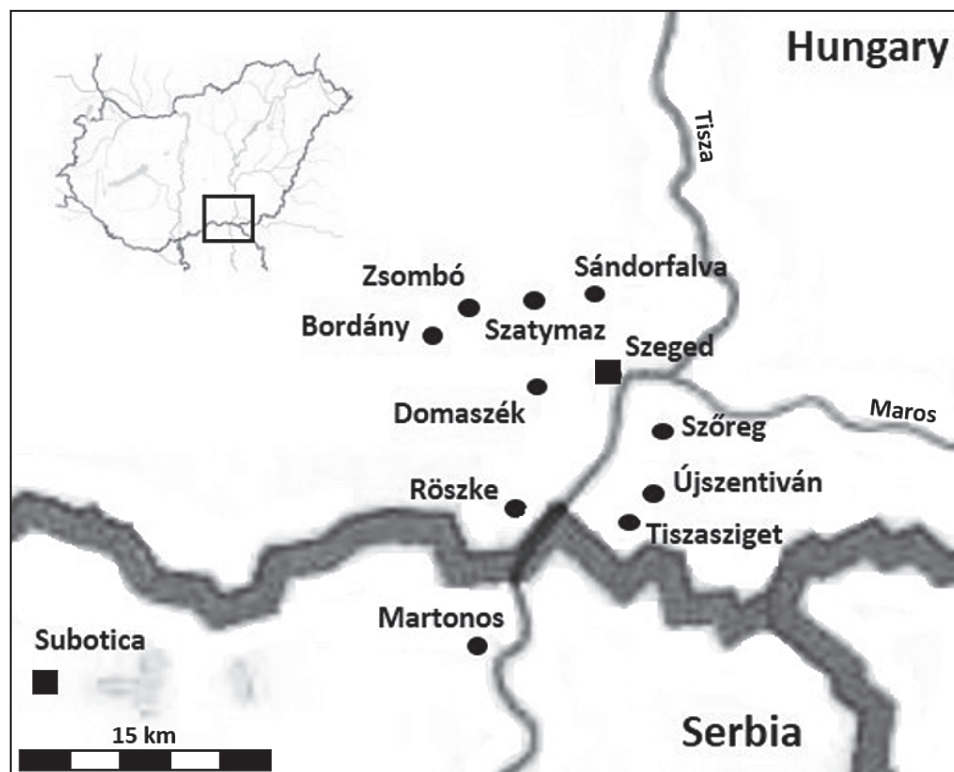 Hungary
Tisza
Sándorfalva
Zsombó
Bordány
Szatymaz
Szeged
Domaszék
Maros
Szőreg
Röszke
Újszentiván
Tiszasziget
Martonos
Subotica
Serbia
15 km